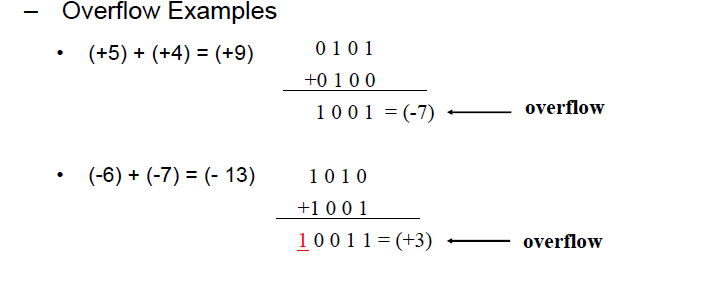 – Overflow Examples
• (+5) + (+4) = (+9)
0 1 0 1
+0 1 0 0
1 0 0 1 = (-7) overflow
• (-6) + (-7) = (- 13)
1 0 1 0
+1 0 0 1
1 0 0 1 1 = (+3) overflow